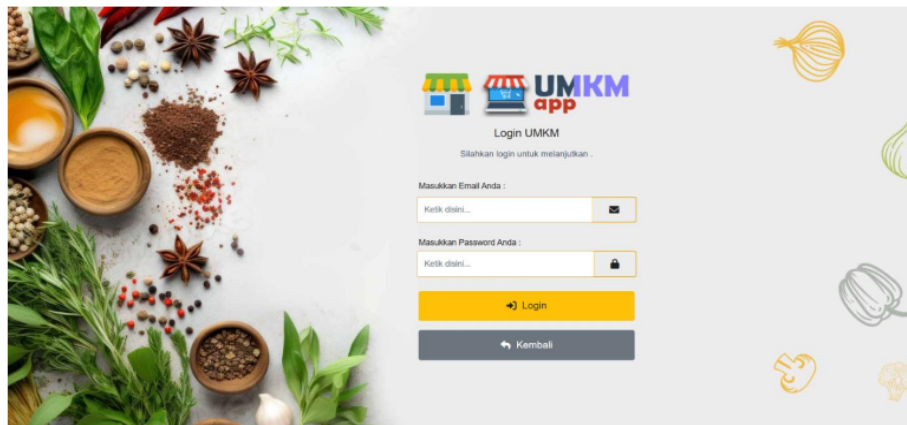 UMKM
app
Login UMKM
Silahkan login untuk melanjutkan .
Masukkan Email Anda :
Ketik disini...
Masukkan Password Anda :
Ketik disini...
Login
Kembali